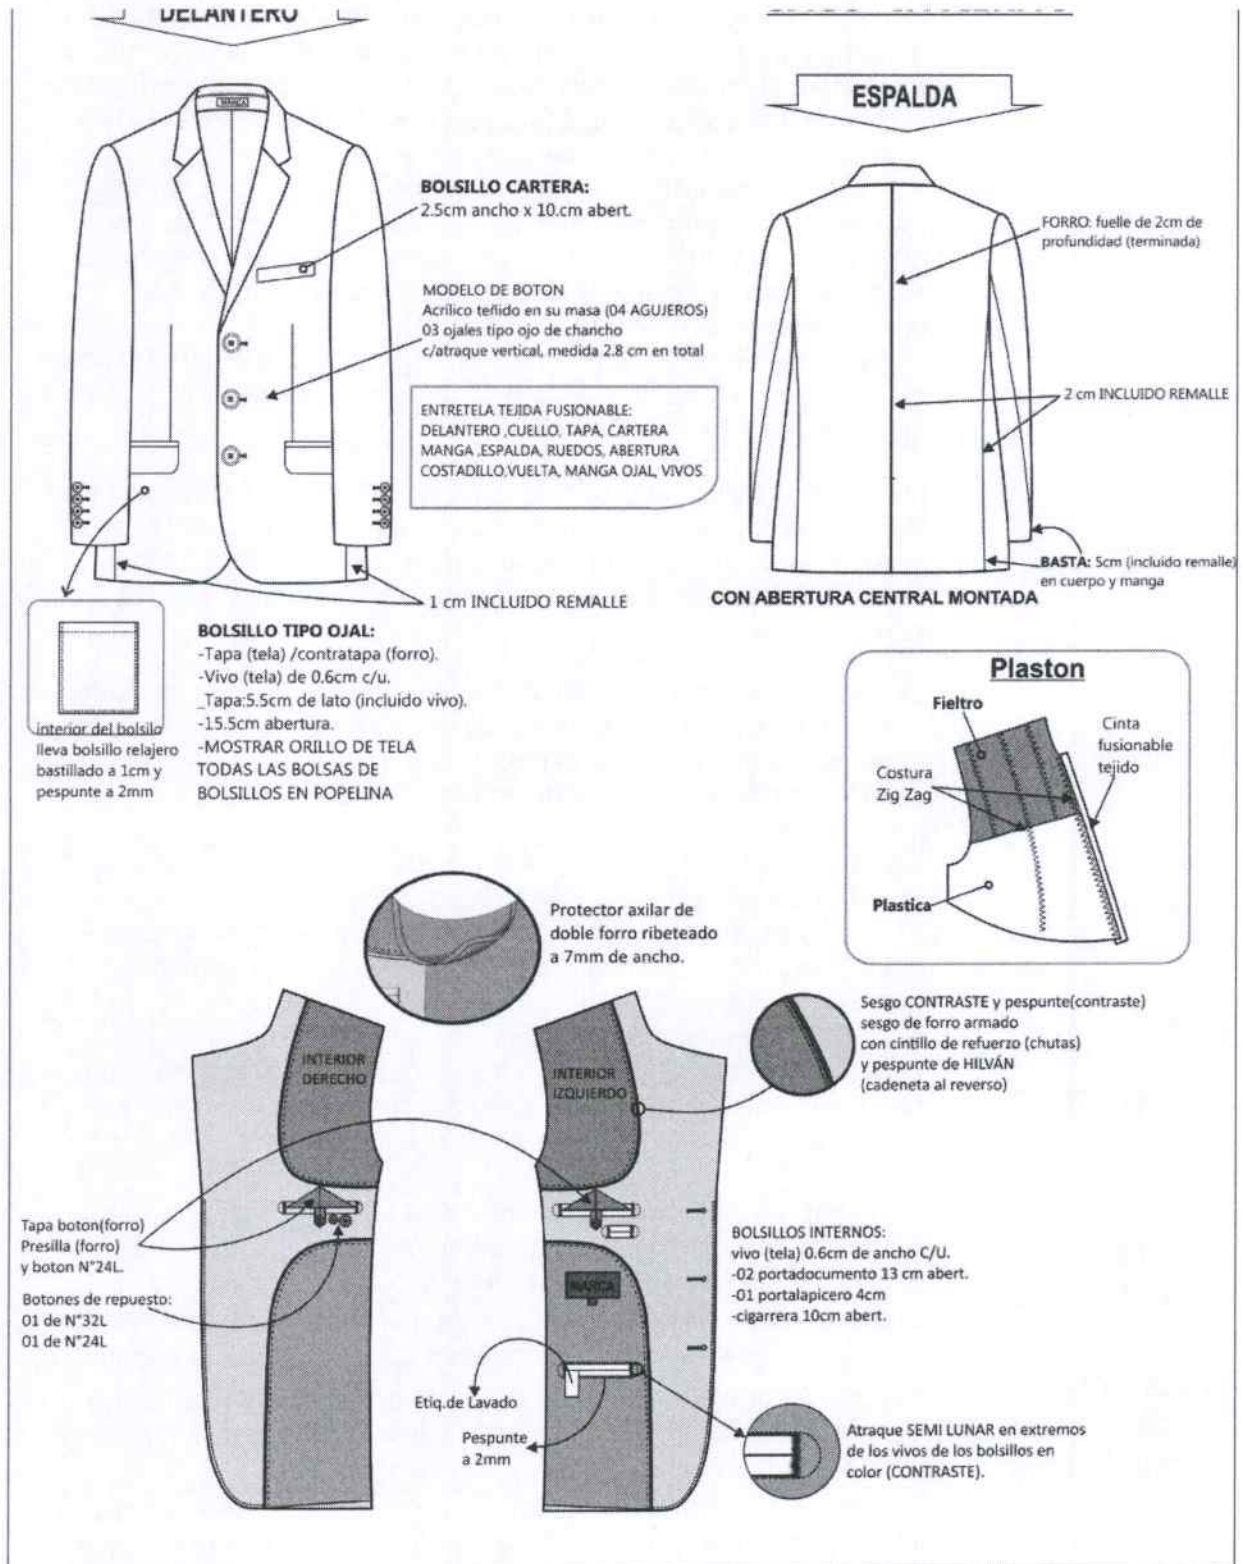 DELANTERO
MARCA
ESPALDA
BOLSILLO CARTERA:
2.5cm ancho x 10.cm abert.
FORRO: fuelle de 2cm de
profundidad (terminada)
MODELO DE BOTON
Acrílico teñido en su masa (04 AGUJEROS)
03 ojales tipo ojo de chancho
c/atraque vertical, medida 2.8 cm en total
ENTRETELA TEJIDA FUSIONABLE:
DELANTERO ,CUELLO, TAPA, CARTERA
MANGA ,ESPALDA, RUEDOS, ABERTURA
COSTADILLO,VUELTA, MANGA OJAL, VIVOS
2 cm INCLUIDO REMALLE
BASTA: 5cm (incluido remalle)
en cuerpo y manga
CON ABERTURA CENTRAL MONTADA
1 cm INCLUIDO REMALLE
BOLSILLO TIPO OJAL:
-Tapa (tela) /contratapa (forro).
-Vivo (tela) de 0.6cm c/u.
_Tapa:5.5cm de lato (incluido vivo).
-15.5cm abertura.
-MOSTRAR ORILLO DE TELA
TODAS LAS BOLSAS DE
BOLSILLOS EN POPELINA
interior del bolsilo
lleva bolsillo relajero
bastillado a 1cm y
pespunte a 2mm
Plaston
Fieltro
Cinta
fusionable
tejido
Costura
Zig Zag
Plastica
Protector axilar de
doble forro ribeteado
a 7mm de ancho.
Sesgo CONTRASTE y pespunte(contraste)
sesgo de forro armado
con cintillo de refuerzo (chutas)
y pespunte de HILVÁN
(cadeneta al reverso)
INTERIOR
DERECHO
INTERIOR
IZQUIERDO
Tapa boton(forro)
Presilla (forro)
y boton N°24L.
Botones de repuesto:
01 de N°32L
01 de N°24L
BOLSILLOS INTERNOS:
vivo (tela) 0.6cm de ancho C/U.
-02 portadocumento 13 cm abert.
-01 portalapicero 4cm
-cigarrera 10cm abert.
MARCA
Etiq.de Lavado
Pespunte
a 2mm
Atraque SEMI LUNAR en extremos
de los vivos de los bolsillos en
color (CONTRASTE).